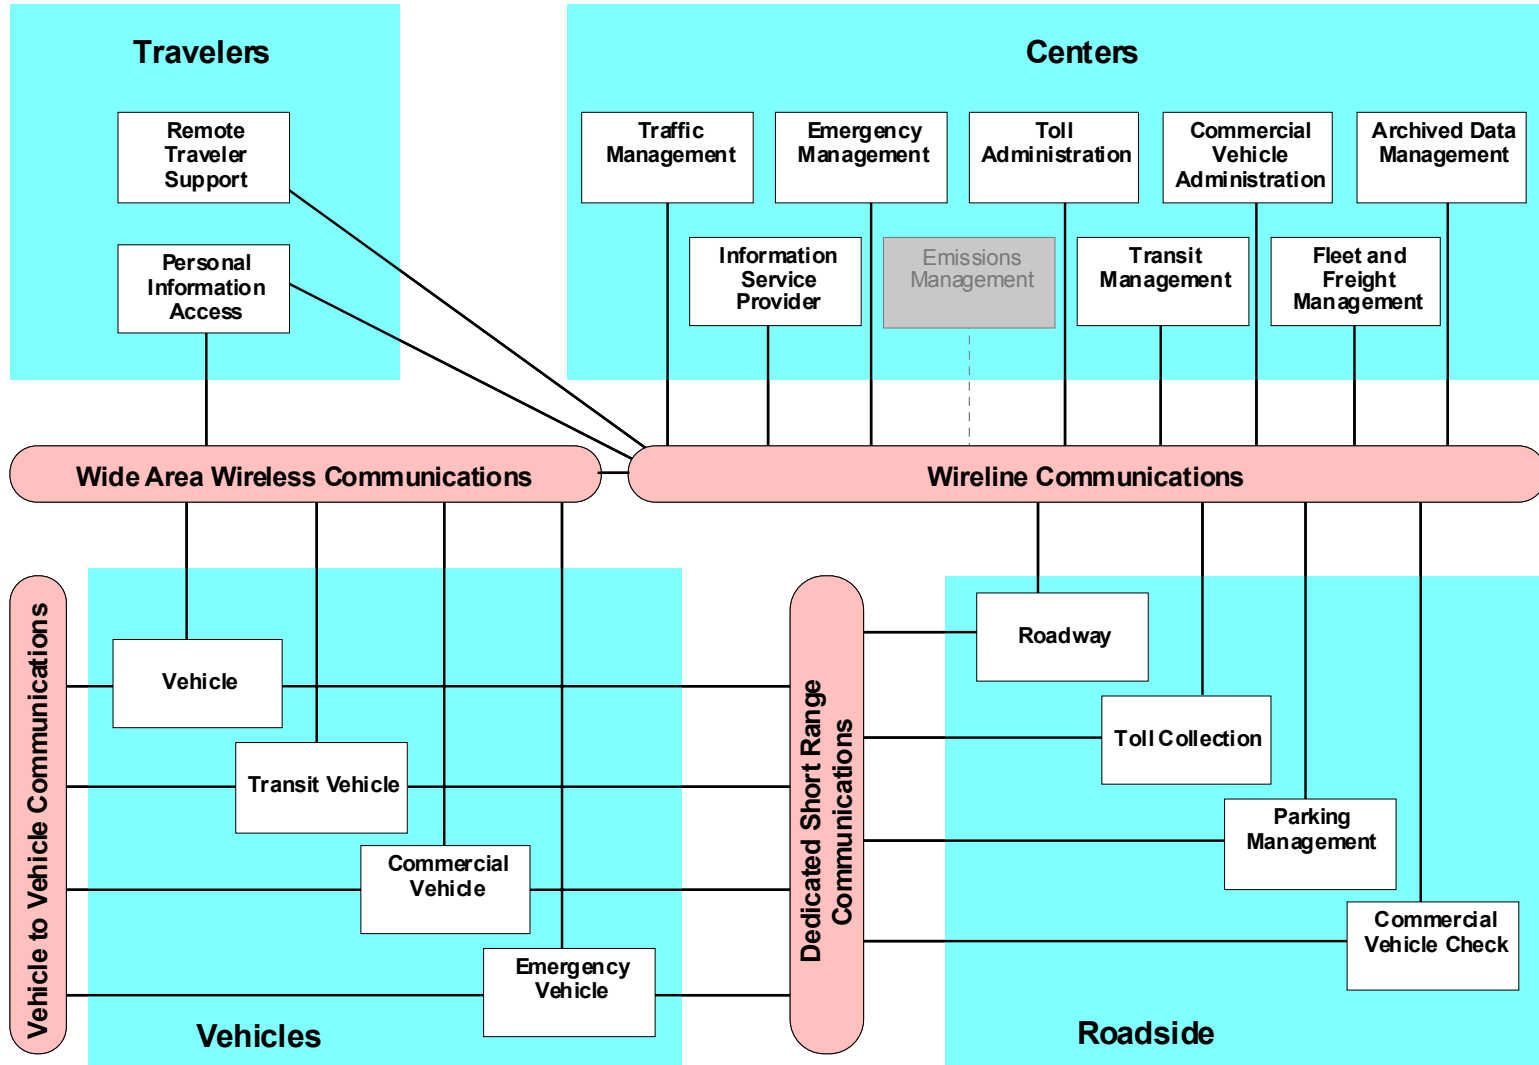 Travelers
Remote
Traveler
Support
Personal
Information
Access
Centers
Traffic
Management
Emergency
Management
Toll
Administration
Commercial
Vehicle
Administration
Archived Data
Management
Information
Service
Provider
Emissions
Management
Transit
Management
Fleet and
Freight
Management
Wide Area Wireless Communications
Wireline Communications
Vehicle to Vehicle Communications
Vehicle
Transit Vehicle
Commercial
Vehicle
Emergency
Vehicle
Vehicles
Dedicated Short Range
Communications
Roadway
Toll Collection
Parking
Management
Commercial
Vehicle Check
Roadside